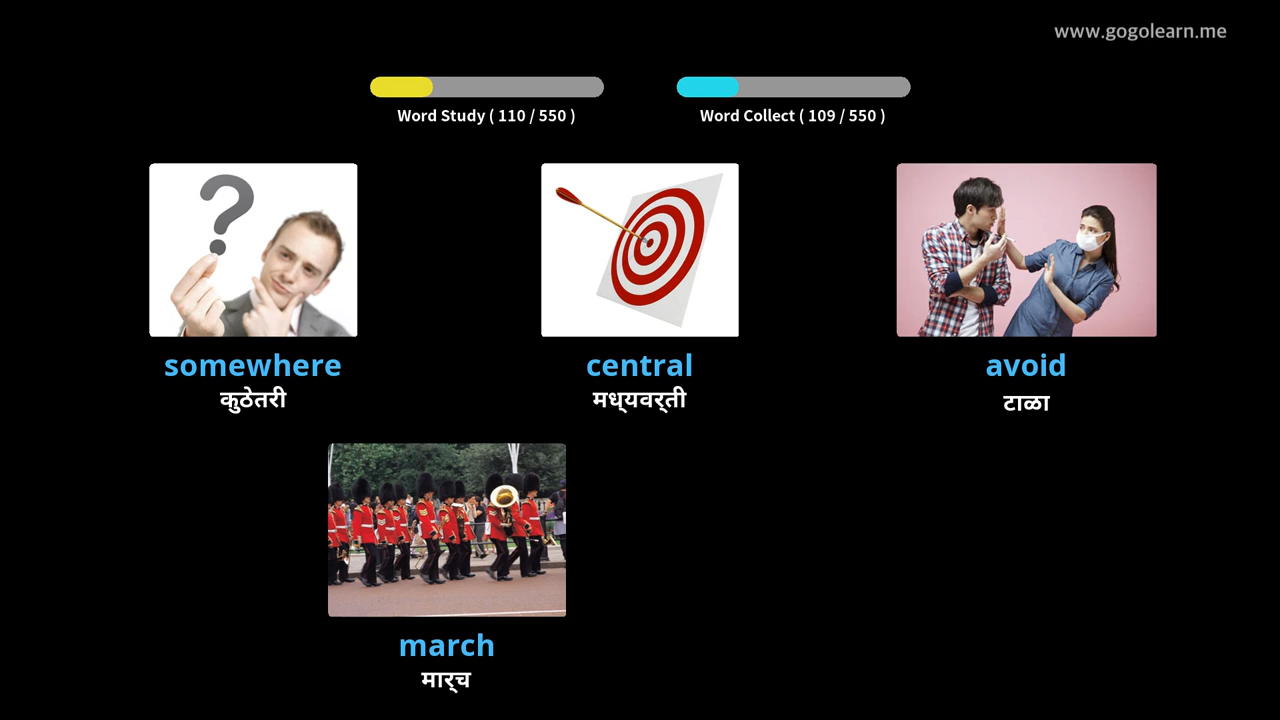 www.gogolearn.me
Word Study ( 110 / 550 )
Word Collect ( 109 / 550 )
somewhere
कुठेतरी
central
मध्यवर्ती
avoid
टाळा
march
मार्च